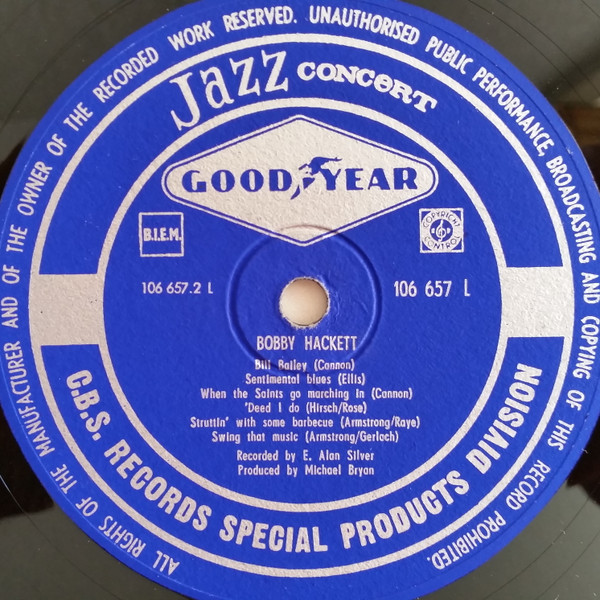 ALL RIGHTS OF THE MANUFACTURER AND OF THE OWNER OF THE RECORDED WORK RESERVED. UNAUTHORISED PUBLIC PERFORMANCE, BROADCASTING AND COPYING OF THIS RECORD PROHIBITED.
Jazz CONCERT
GOOD YEAR
B.I.E.M.
COPYRIGHT
CONTROL
106 657.2 L
106 657 L
BOBBY HACKETT
Bill Bailey (Cannon)
Sentimental blues (Ellis)
When the Saints go marching in (Cannon)
'Deed I do (Hirsch/Rose)
Struttin' with some barbecue (Armstrong/Raye)
Swing that music (Armstrong/Gerlach)
Recorded by E. Alan Silver
Produced by Michael Bryan
C.B.S. RECORDS SPECIAL PRODUCTS DIVISION